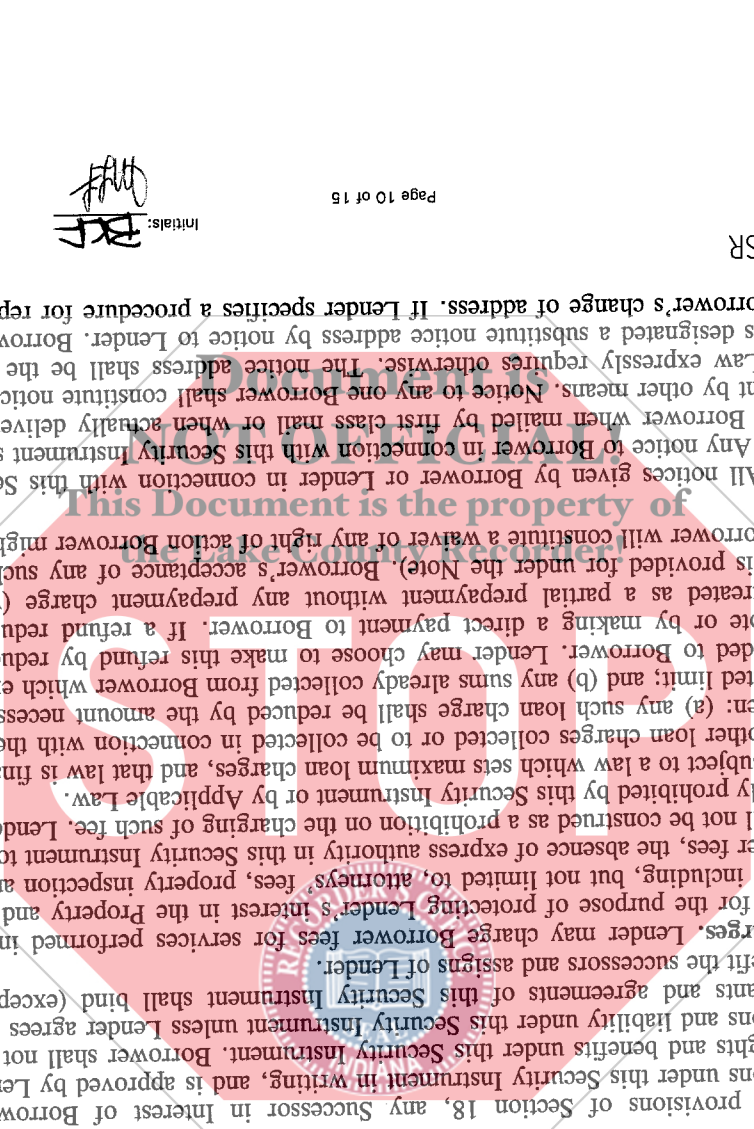 provisions of Section 18, any Successor in Interest of Borrow
ons under this Security Instrument in writing, and is approved by Len
ghts and benefits under this Security Instrument. Borrower shall not
ons and liability under this Security Instrument unless Lender agrees
ants and agreements of this Security Instrument shall bind (excep
efit the successors and assigns of Lender.
arges. Lender may charge Borrower fees for services performed in
for the purpose of protecting Lender's interest in the Property and
including, but not limited to, attorneys' fees, property inspection a
er fees, the absence of express authority in this Security Instrument to
l not be construed as a prohibition on the charging of such fee. Lende
ly prohibited by this Security Instrument or by Applicable Law.
subject to a law which sets maximum loan charges, and that law is fina
other loan charges collected or to be collected in connection with the
en: (a) any such loan charge shall be reduced by the amount necess
ted limit; and (b) any sums already collected from Borrower which e
ded to Borrower. Lender may choose to make this refund by redu
ote or by making a direct payment to Borrower. If a refund redu
reated as a partial prepayment without any prepayment charge (
is provided for under the Note). Borrower's acceptance of any suc
orrower will constitute a waiver of any right of action Borrower migh
All notices given by Borrower or Lender in connection with this Se
Any notice to Borrower in connection with this Security Instrument s
Borrower when mailed by first class mail or when actually delive
nt by other means. Notice to any one Borrower shall constitute notic
Law expressly requires otherwise. The notice address shall be the
s designated a substitute notice address by notice to Lender. Borrow
orrower's change of address. If Lender specifies a procedure for rep
SR
Page 10 of 15
Initials: BCF
Document is
NOT OFFICIAL!
This Document is the property of
the Lake County Recorder!
STOP
INDIANA